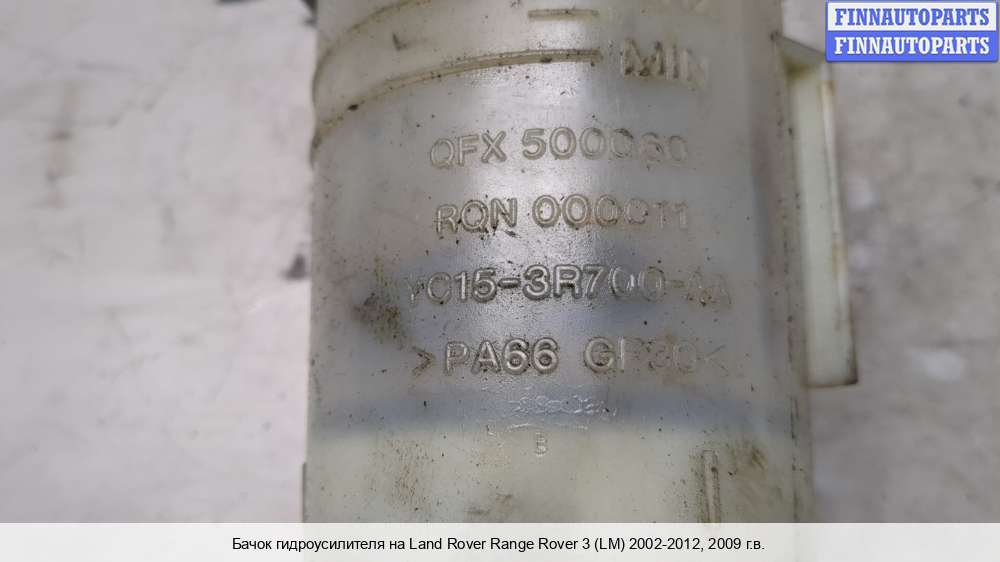 FINNAUTOPARTS
FINNAUTOPARTS
MIN
QFX 500060
RQN 000011
YC15-3R700-AA
>PA66 GF30<
B
Бачок гидроусилителя на Land Rover Range Rover 3 (LM) 2002-2012, 2009 г.в.